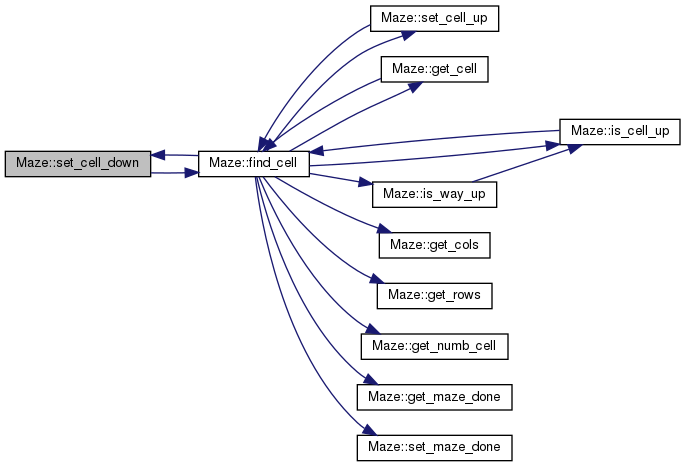 Maze::set_cell_up
Maze::get_cell
Maze::is_cell_up
Maze::set_cell_down
Maze::find_cell
Maze::is_way_up
Maze::get_cols
Maze::get_rows
Maze::get_numb_cell
Maze::get_maze_done
Maze::set_maze_done